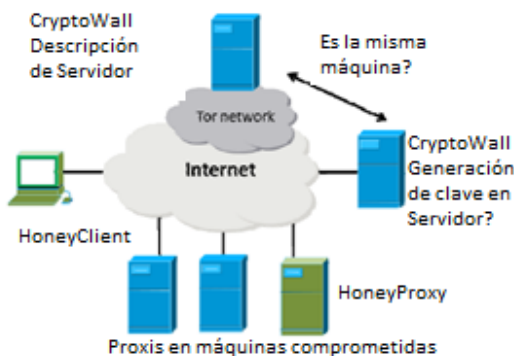 CryptoWall
Descripción
de Servidor
Es la misma
máquina?
Tor network
Internet
CryptoWall
Generación
de clave en
Servidor?
HoneyClient
HoneyProxy
Proxis en máquinas comprometidas